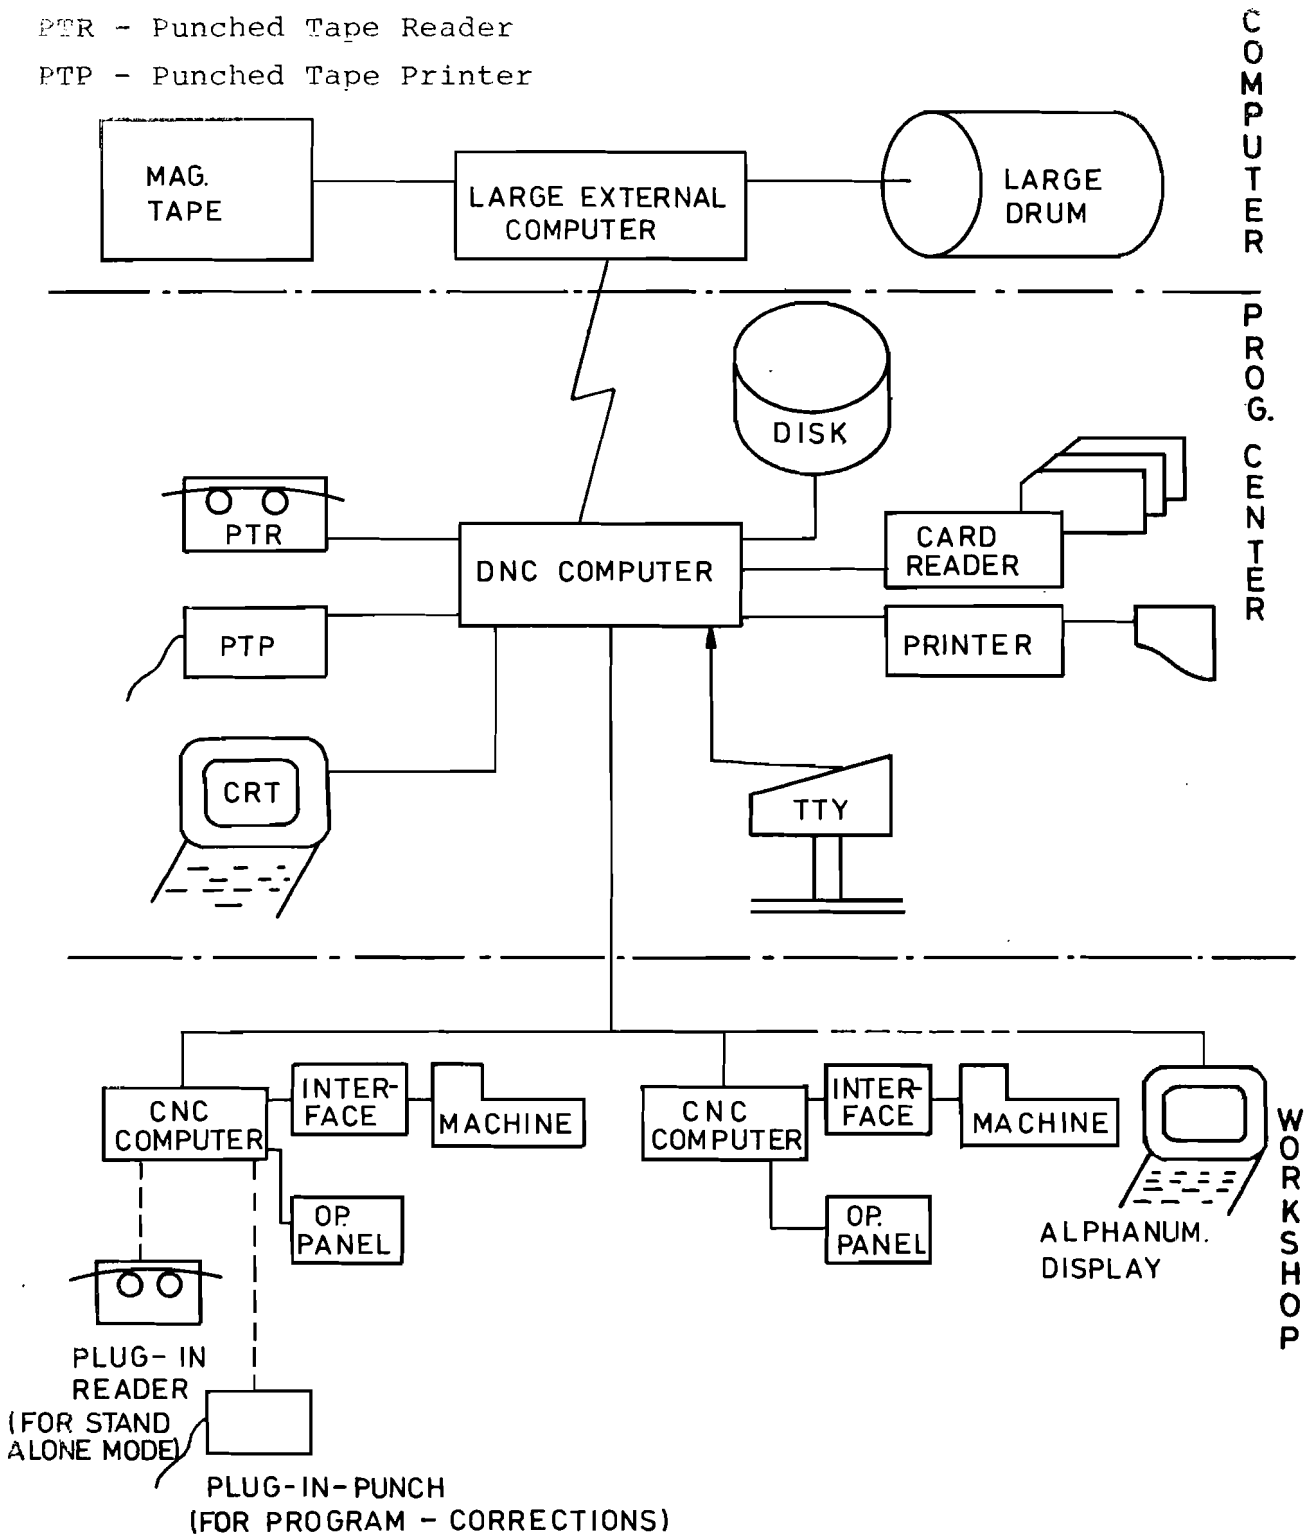 PTR - Punched Tape Reader
PTP - Punched Tape Printer
COMPUTER
MAG.
TAPE
LARGE EXTERNAL
COMPUTER
LARGE
DRUM
PROG. CENTER
DISK
PTR
DNC COMPUTER
CARD
READER
PTP
PRINTER
CRT
TTY
WORKSHOP
CNC
COMPUTER
INTER-
FACE
MACHINE
OP.
PANEL
CNC
COMPUTER
INTER-
FACE
MACHINE
OP.
PANEL
ALPHANUM.
DISPLAY
PLUG-IN
READER
(FOR STAND
ALONE MODE)
PLUG-IN-PUNCH
(FOR PROGRAM - CORRECTIONS)